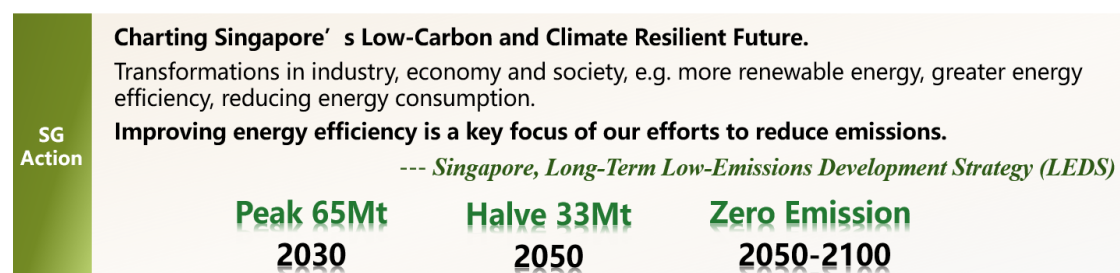 SG
Action
Charting Singapore’s Low-Carbon and Climate Resilient Future.
Transformations in industry, economy and society, e.g. more renewable energy, greater energy
efficiency, reducing energy consumption.
Improving energy efficiency is a key focus of our efforts to reduce emissions.
--- Singapore, Long-Term Low-Emissions Development Strategy (LEDS)
Peak 65Mt Halve 33Mt Zero Emission
2030 2050 2050-2100